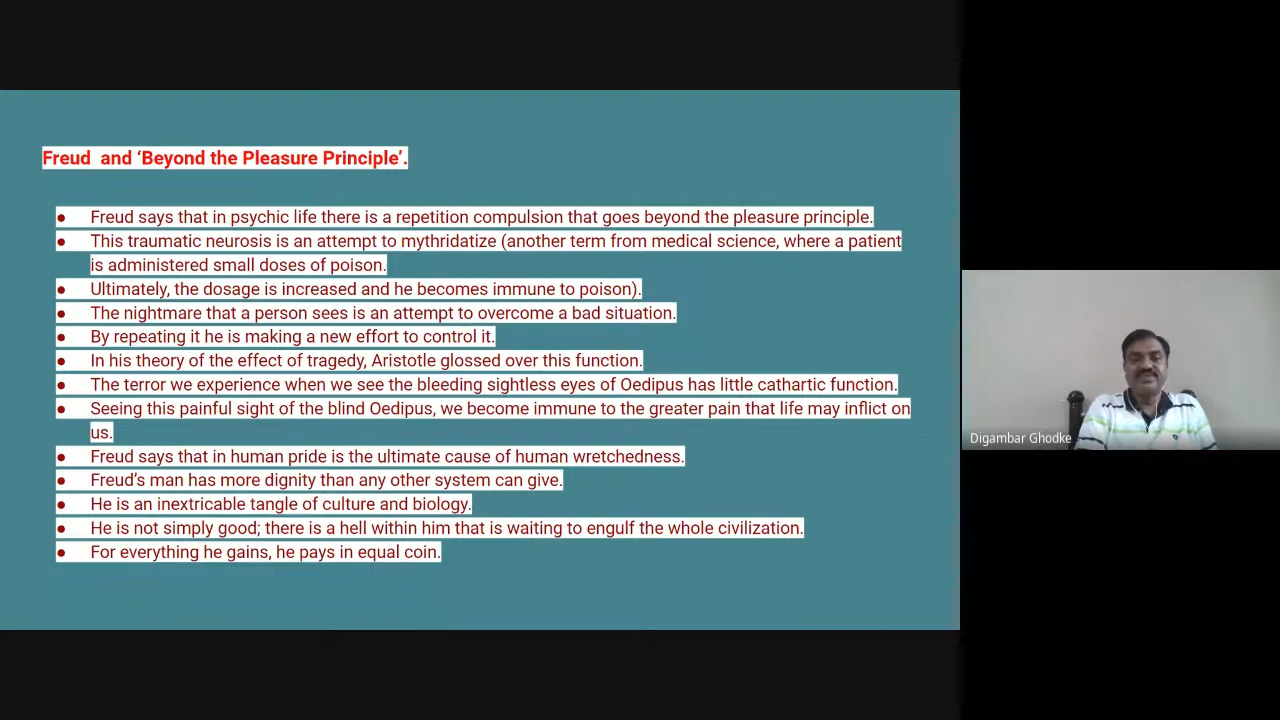 Freud and ‘Beyond the Pleasure Principle’.
● Freud says that in psychic life there is a repetition compulsion that goes beyond the pleasure principle.
● This traumatic neurosis is an attempt to mythridatize (another term from medical science, where a patient
is administered small doses of poison.
● Ultimately, the dosage is increased and he becomes immune to poison).
● The nightmare that a person sees is an attempt to overcome a bad situation.
● By repeating it he is making a new effort to control it.
● In his theory of the effect of tragedy, Aristotle glossed over this function.
● The terror we experience when we see the bleeding sightless eyes of Oedipus has little cathartic function.
● Seeing this painful sight of the blind Oedipus, we become immune to the greater pain that life may inflict on
us.
● Freud says that in human pride is the ultimate cause of human wretchedness.
● Freud’s man has more dignity than any other system can give.
● He is an inextricable tangle of culture and biology.
● He is not simply good; there is a hell within him that is waiting to engulf the whole civilization.
● For everything he gains, he pays in equal coin.
Digambar Ghodke